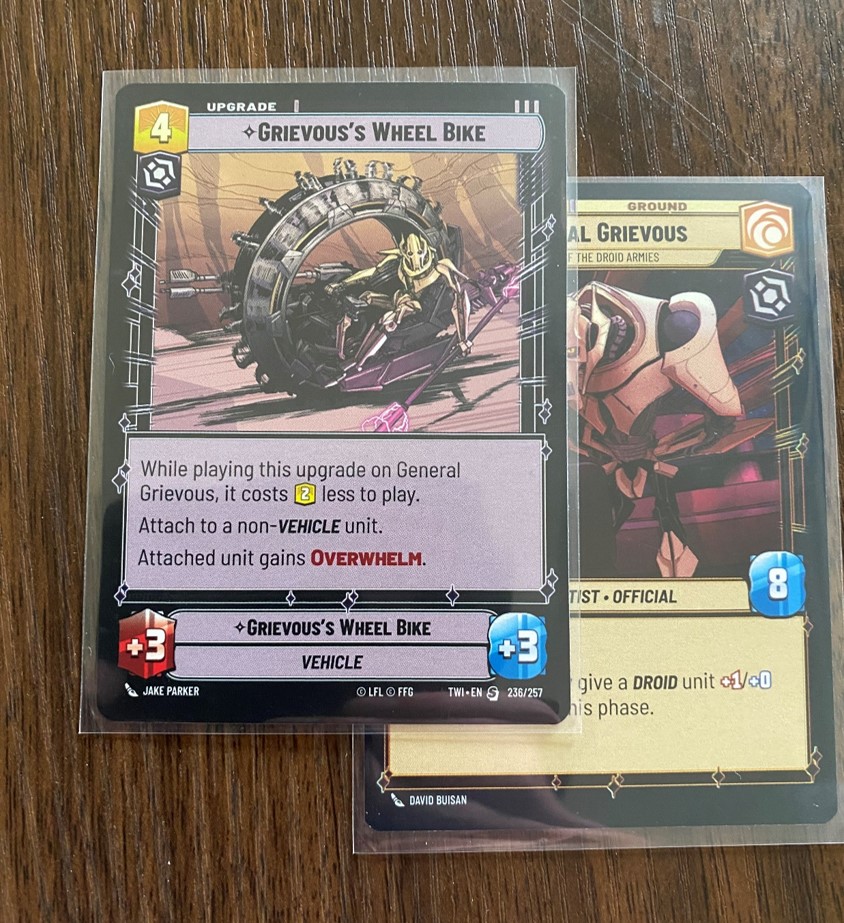 UPGRADE
4
GRIEVOUS'S WHEEL BIKE
While playing this upgrade on General
Grievous, it costs 2 less to play.
Attach to a non-VEHICLE unit.
Attached unit gains OVERWHELM.
+3
GRIEVOUS'S WHEEL BIKE
+3
VEHICLE
JAKE PARKER
© LFL © FFG
TWI•EN
236/257
GROUND
AL GRIEVOUS
F THE DROID ARMIES
TIST • OFFICIAL
8
give a DROID unit +1/+0
his phase.
DAVID BUISAN